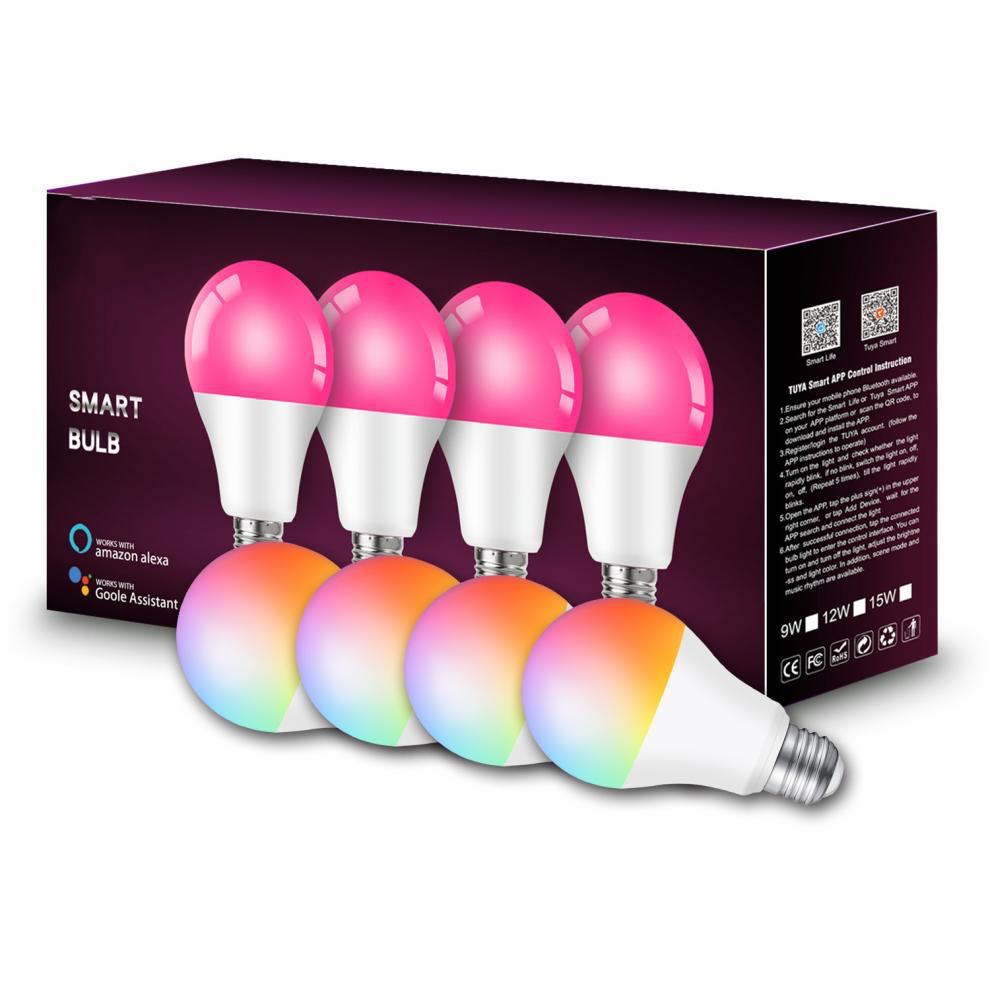 SMART
BULB
WORKS WITH
amazon alexa
WORKS WITH
Goole Assistant
Smart Life
Tuya Smart
TUYA Smart APP Control Instruction
1.Ensure your mobile phone Bluetooth available.
2.Search for the Smart Life or Tuya Smart APP
on your APP platform or scan the QR code, to
download and install the APP.
3.Register/login the TUYA account. (follow the
APP instructions to operate)
4.Turn on the light and check whether the light
rapidly blink, if no blink, switch the light on, off,
on, off, (Repeat 5 times), till the light rapidly
blinks.
5.Open the APP, tap the plus sign(+) in the upper
right corner, or tap Add Device, wait for the
APP search and connect the light
6.After successful connection, tap the connected
bulb light to enter the control interface. You can
turn on and turn off the light, adjust the brightne
-ss and light color. In addition, scene mode and
music rhythm are available.
9W 12W 15W
CE FC RoHS